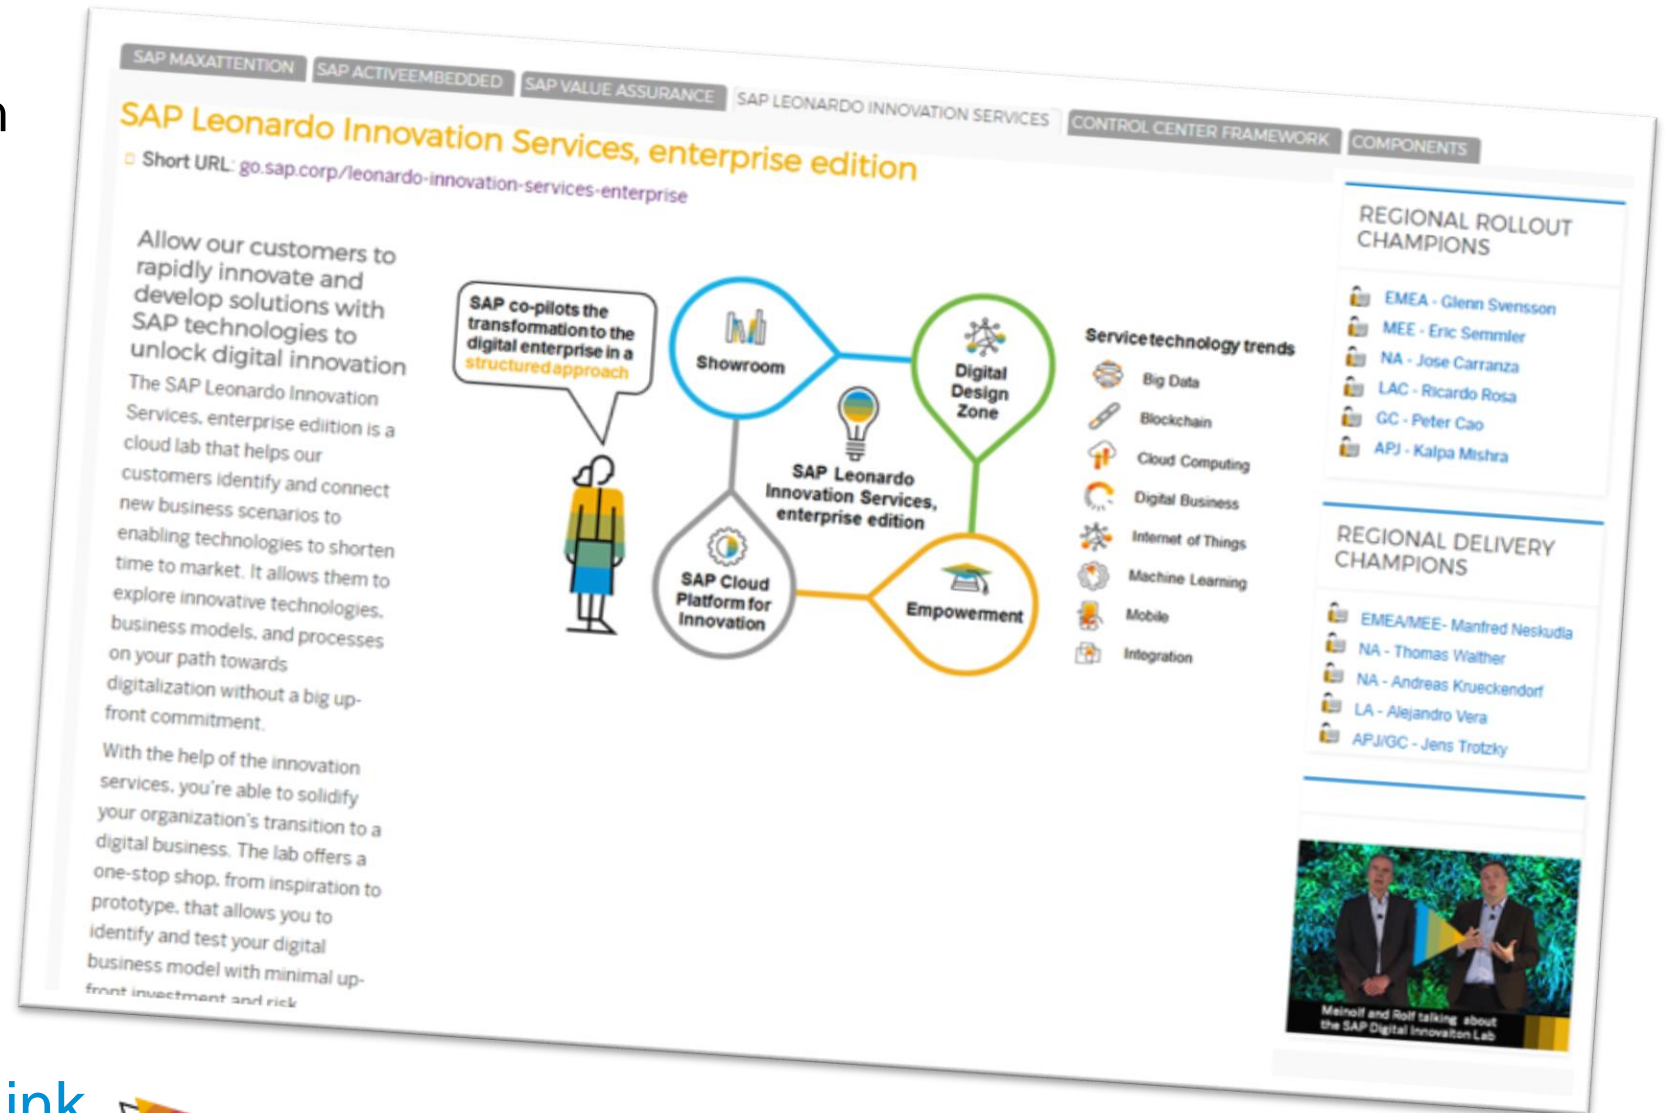 n
SAP MAXATTENTION
SAP ACTIVEEMBEDDED
SAP VALUE ASSURANCE
SAP LEONARDO INNOVATION SERVICES
CONTROL CENTER FRAMEWORK
COMPONENTS
SAP Leonardo Innovation Services, enterprise edition
Short URL: go.sap.corp/leonardo-innovation-services-enterprise
Allow our customers to
rapidly innovate and
develop solutions with
SAP technologies to
unlock digital innovation
The SAP Leonardo Innovation
Services, enterprise ediition is a
cloud lab that helps our
customers identify and connect
new business scenarios to
enabling technologies to shorten
time to market. It allows them to
explore innovative technologies,
business models, and processes
on your path towards
digitalization without a big up-
front commitment.
With the help of the innovation
services, you're able to solidify
your organization's transition to a
digital business. The lab offers a
one-stop shop, from inspiration to
prototype, that allows you to
identify and test your digital
business model with minimal up-
front investment and risk
SAP co-pilots the
transformation to the
digital enterprise in a
structured approach
Showroom
Digital
Design
Zone
SAP Leonardo
Innovation Services,
enterprise edition
SAP Cloud
Platform for
Innovation
Empowerment
Service technology trends
Big Data
Blockchain
Cloud Computing
Digital Business
Internet of Things
Machine Learning
Mobile
Integration
REGIONAL ROLLOUT
CHAMPIONS
EMEA - Glenn Svensson
MEE - Eric Semmler
NA - Jose Carranza
LAC - Ricardo Rosa
GC - Peter Cao
APJ - Kalpa Mishra
REGIONAL DELIVERY
CHAMPIONS
EMEA/MEE- Manfred Neskudla
NA - Thomas Walther
NA - Andreas Krueckendorf
LA - Alejandro Vera
APJ/GC - Jens Trotzky
Meinolf and Rolf talking about
the SAP Digital Innovaiton Lab
ink